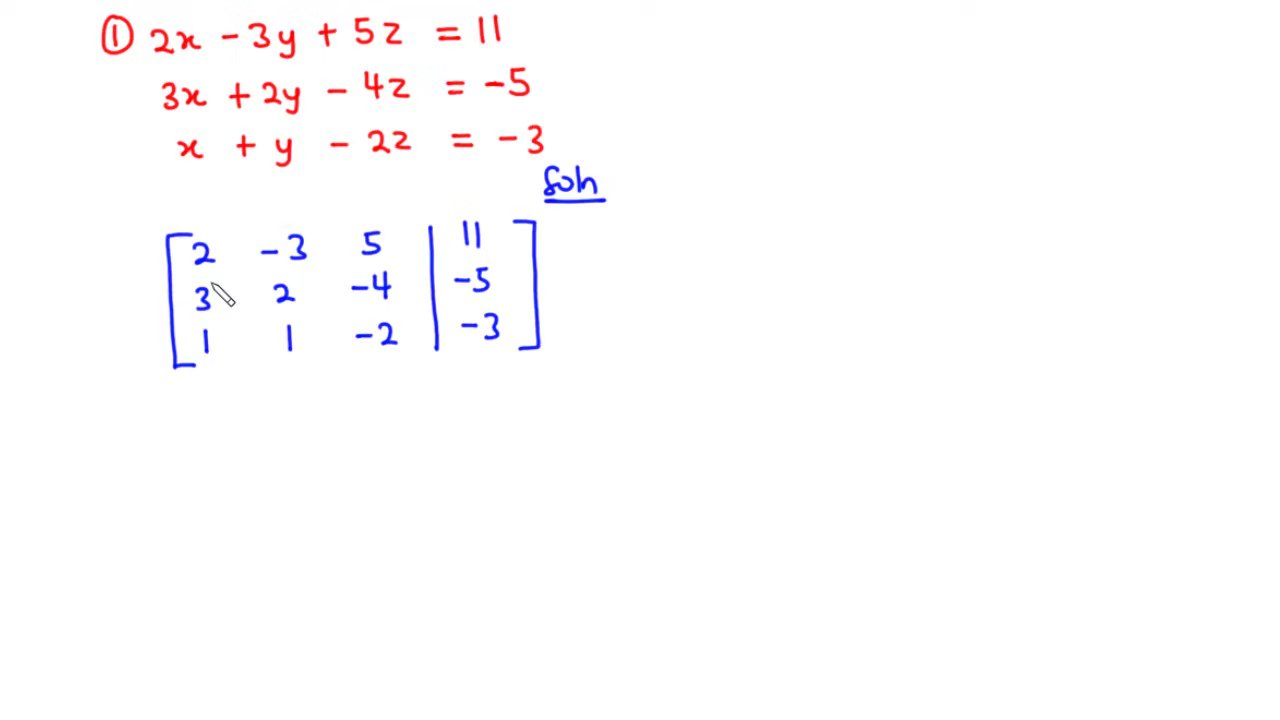 ① 2x - 3y + 5z = 11
3x + 2y - 4z = -5
x + y - 2z = -3
Soln
2 -3 5 | 11
3 2 -4 | -5
1 1 -2 | -3